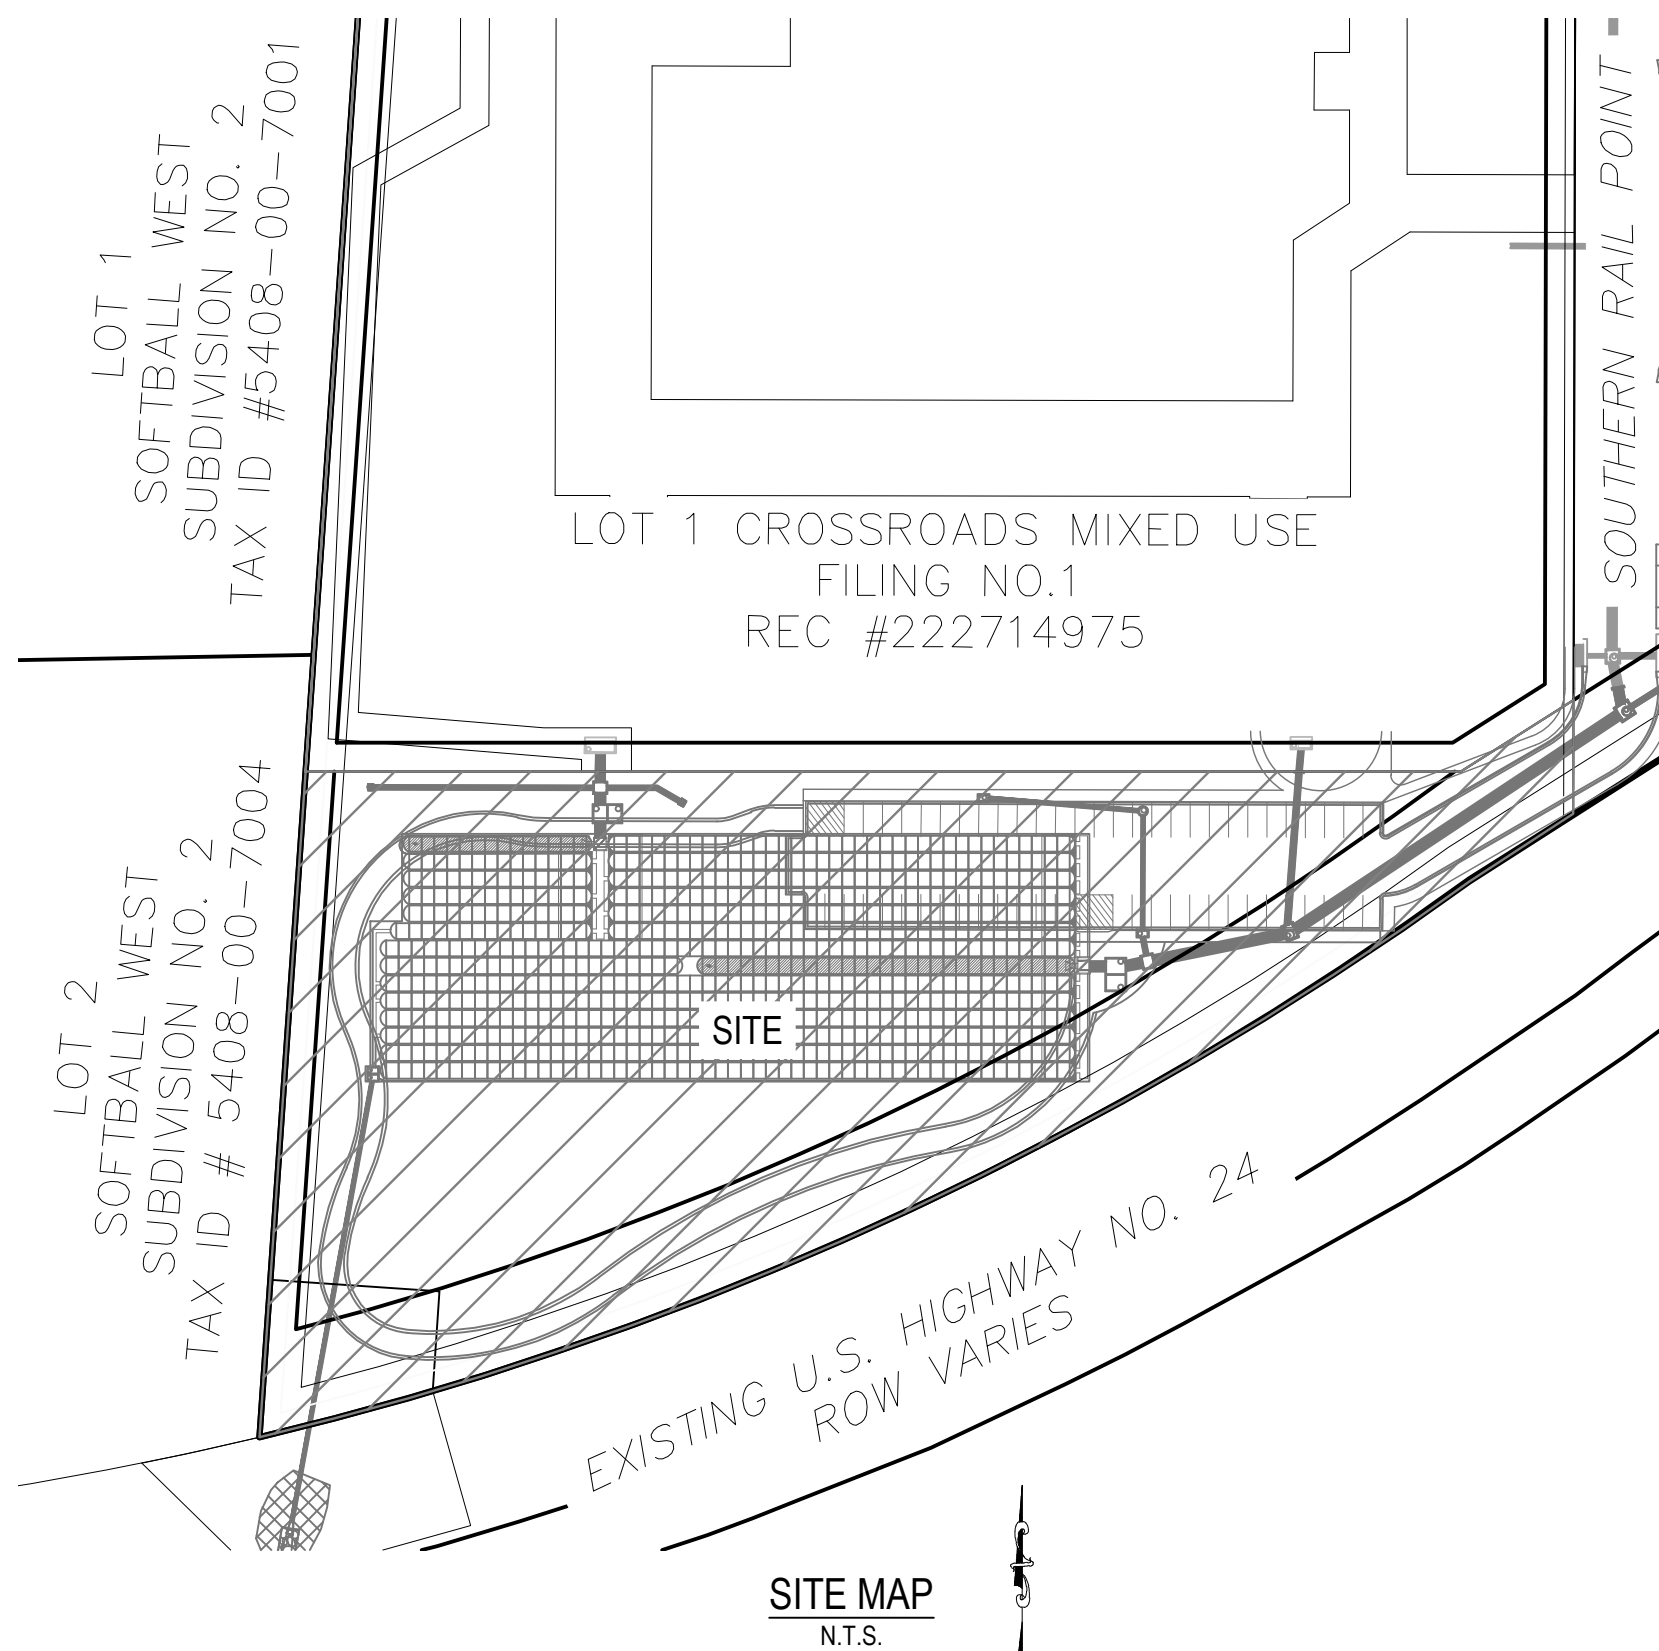 LOT 1
SOFTBALL WEST
SUBDIVISION NO. 2
TAX ID #5408-00-7001
SOUTHERN RAIL POINT
LOT 1 CROSSROADS MIXED USE
FILING NO.1
REC #222714975
LOT 2
SOFTBALL WEST
SUBDIVISION NO. 2
TAX ID # 5408-00-7004
SITE
EXISTING U.S. HIGHWAY NO. 24
ROW VARIES
SITE MAP
N.T.S.